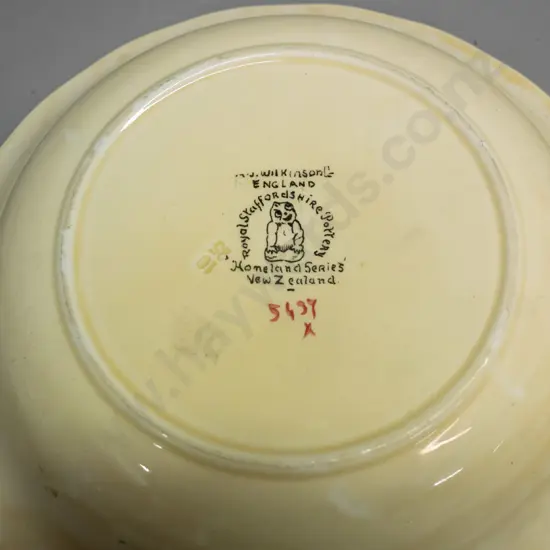 A.J. WILKINSON LTD
ENGLAND
Royal Staffordshire Pottery
"Homeland Series"
New Zealand
5437
X